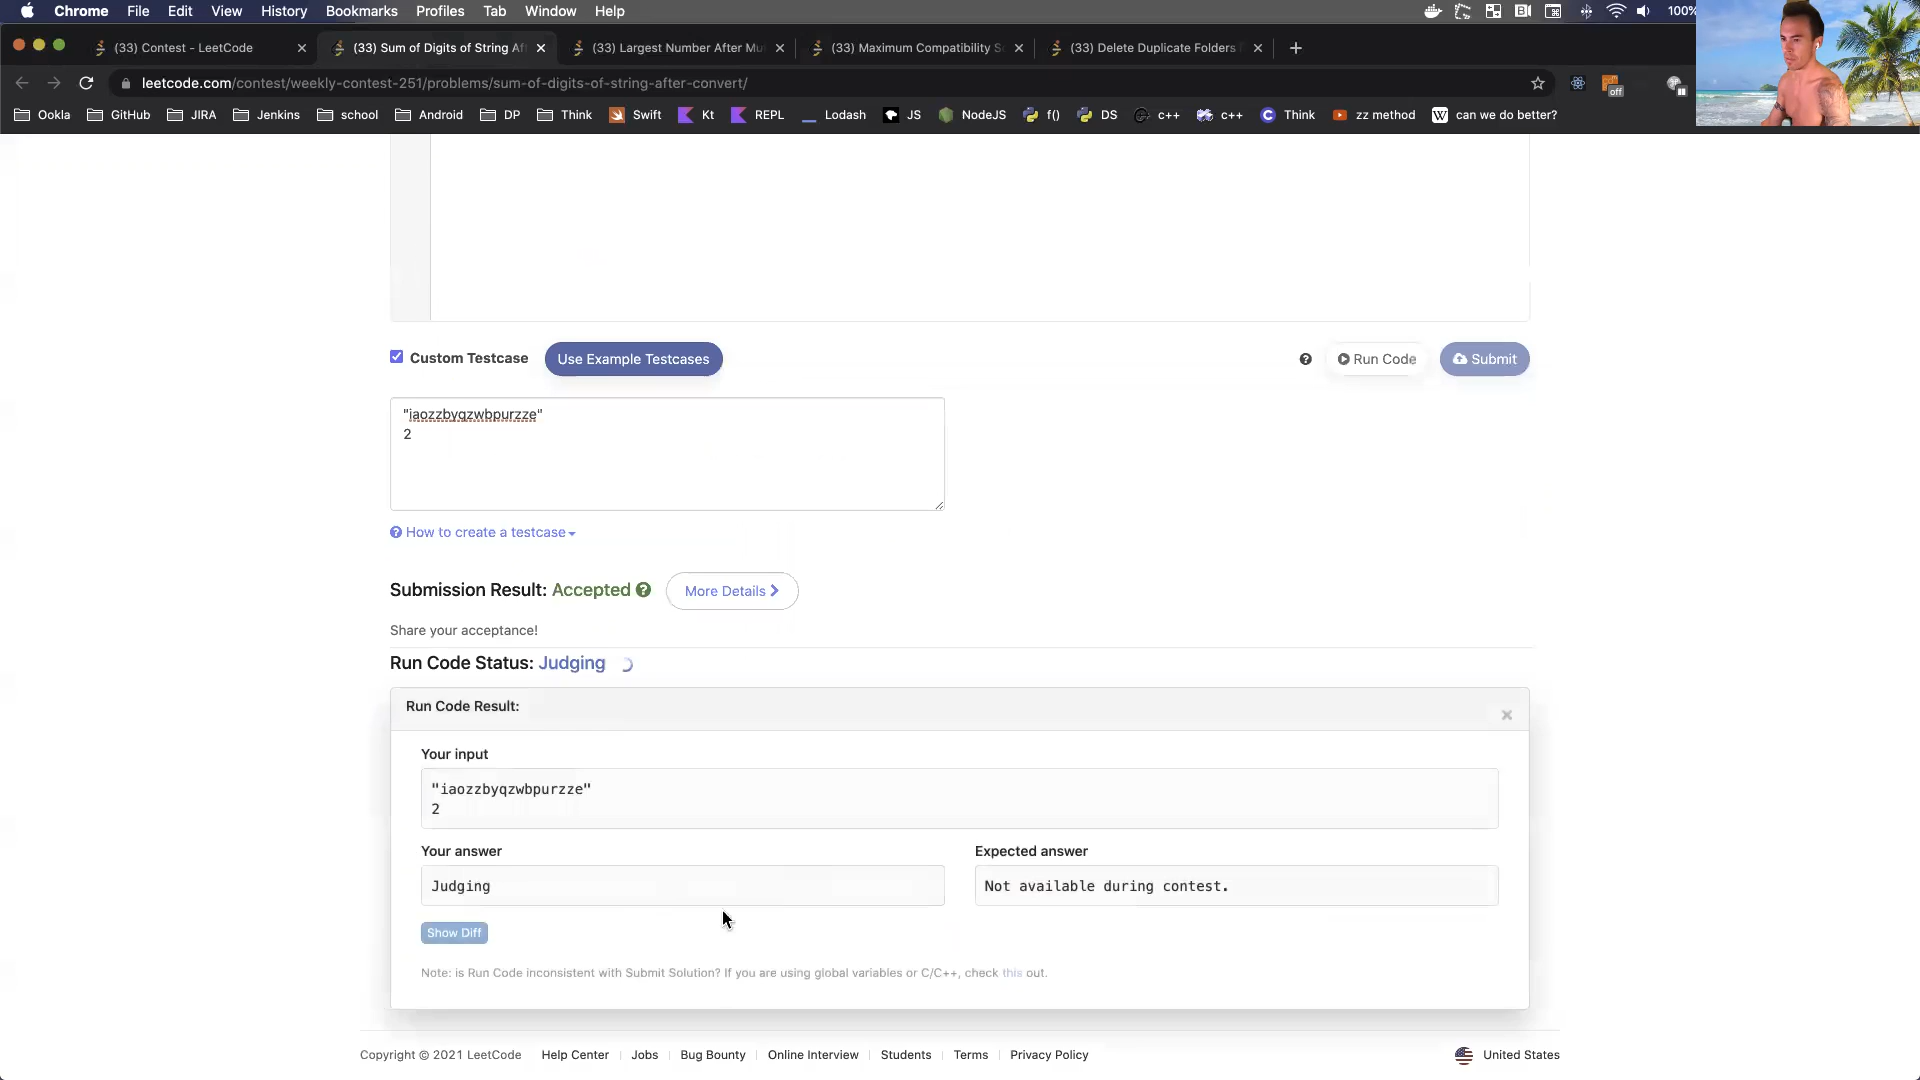 Chrome File Edit View History Bookmarks Profiles Tab Window Help 100%
(33) Contest - LeetCode (33) Sum of Digits of String Af (33) Largest Number After Mu (33) Maximum Compatibility S (33) Delete Duplicate Folders
leetcode.com/contest/weekly-contest-251/problems/sum-of-digits-of-string-after-convert/ off
Ookla GitHub JIRA Jenkins school Android DP Think Swift Kt REPL Lodash JS NodeJS f() DS c++ c++ Think zz method can we do better?
Custom Testcase Use Example Testcases Run Code Submit
"iaozzbyqzwbpurzze"
2
How to create a testcase
Submission Result: Accepted More Details
Share your acceptance!
Run Code Status: Judging
Run Code Result:
Your input
"iaozzbyqzwbpurzze"
2
Your answer Expected answer
Judging Not available during contest.
Show Diff
Note: is Run Code inconsistent with Submit Solution? If you are using global variables or C/C++, check this out.
Copyright © 2021 LeetCode Help Center Jobs Bug Bounty Online Interview Students Terms Privacy Policy United States